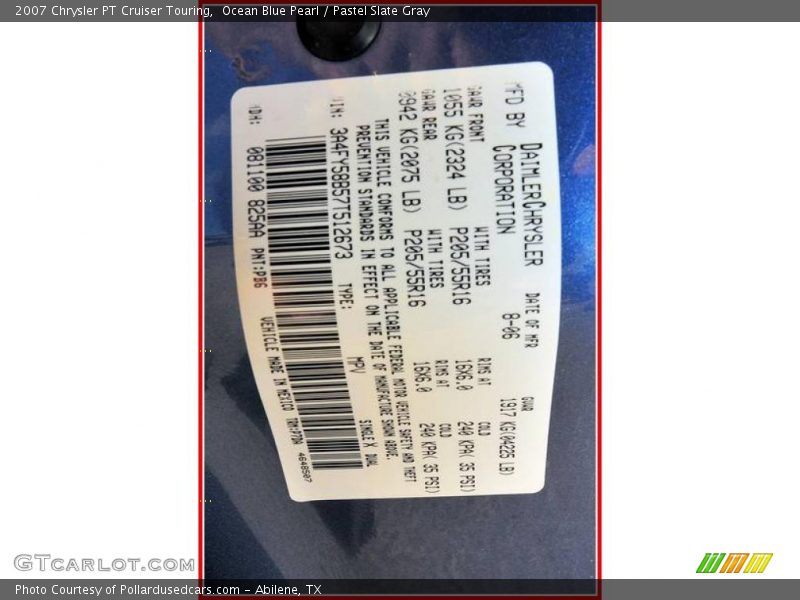 2007 Chrysler PT Cruiser Touring,  Ocean Blue Pearl / Pastel Slate Gray
MFD BY DAIMLERCHRYSLER CORPORATION DATE OF MFR 8-06 GVWR 1917 KG(04225 LB)
GAWR FRONT WITH TIRES RIMS AT COLD
1055 KG(2324 LB) P205/55R16 16X6.0 240 KPA( 35 PSI)
GAWR REAR WITH TIRES RIMS AT COLD
0942 KG(2075 LB) P205/55R16 16X6.0 240 KPA( 35 PSI)
THIS VEHICLE CONFORMS TO ALL APPLICABLE FEDERAL MOTOR VEHICLE SAFETY AND THEFT
PREVENTION STANDARDS IN EFFECT ON THE DATE OF MANUFACTURE SHOWN ABOVE.
VIN: 3A4FY58B57T512673 TYPE: MPV SINGLE X DUAL
MDH: 081100 825AA PNT:PBG VEHICLE MADE IN MEXICO 4648507
GTcarlot.com
Photo Courtesy of Pollardusedcars.com - Abilene, TX